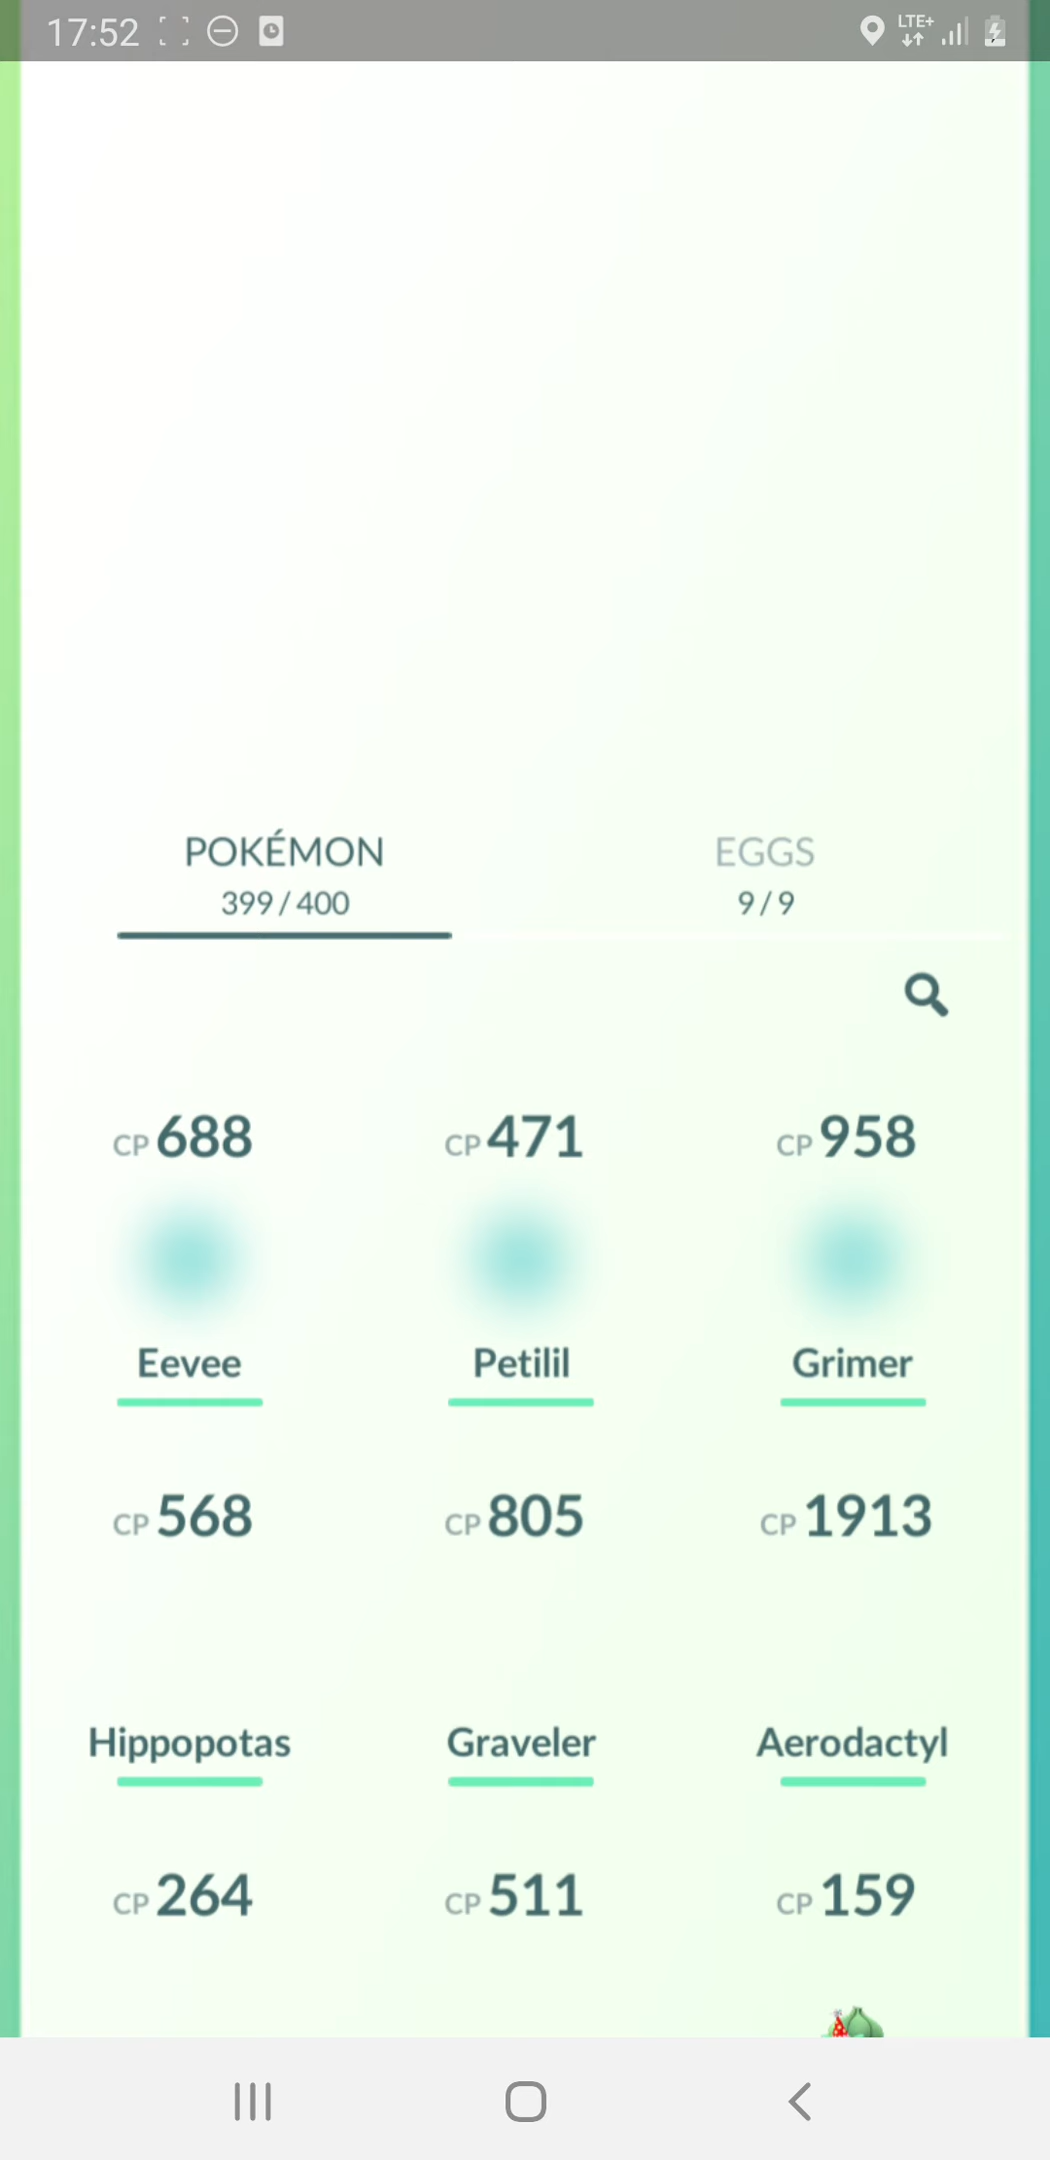 17:52 LTE+
POKÉMON EGGS
399 / 400 9 / 9
CP 688 CP 471 CP 958
Eevee Petilil Grimer
CP 568 CP 805 CP 1913
Hippopotas Graveler Aerodactyl
CP 264 CP 511 CP 159